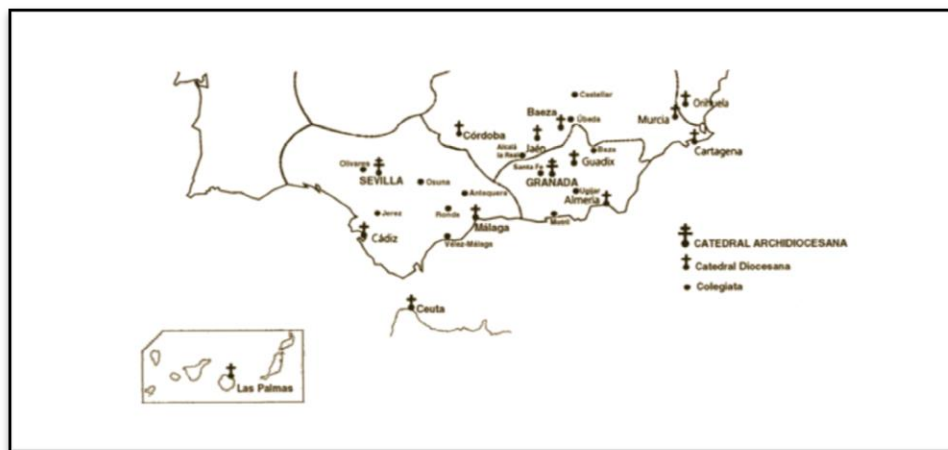 Castellar
Orihuela
Baeza
Úbeda
Murcia
Córdoba
Jaén
Cartagena
Alcalá
la Real
Baza
Guadix
Olivares
Santa Fe
SEVILLA
Osuna
GRANADA
Antequera
Ugíjar
Almería
Jerez
Ronda
Motril
Málaga
Cádiz
Vélez-Málaga
CATEDRAL ARCHIDIOCESANA
Catedral Diocesana
Colegiata
Ceuta
Las Palmas